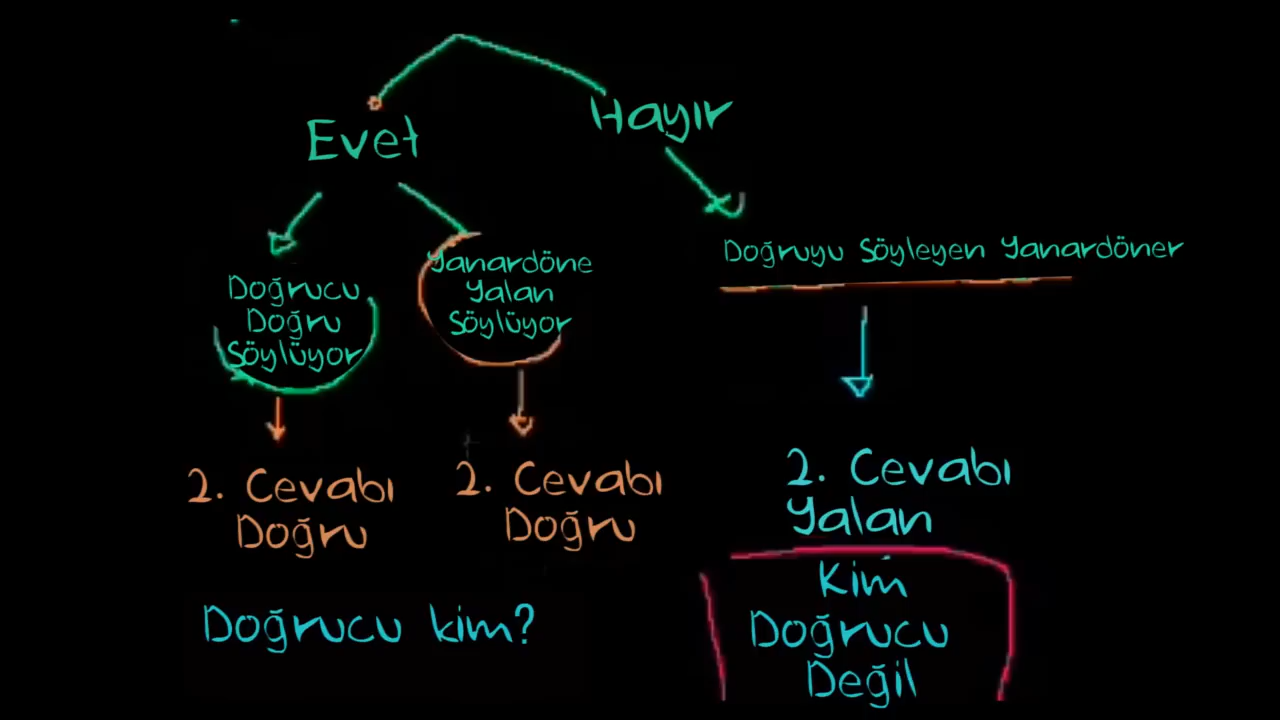 Evet
Hayır
Doğrucu
Doğru
Söylüyor
Yanardöne
Yalan
Söylüyor
Doğruyu Söyleyen Yanardöner
2. Cevabı
Doğru
2. Cevabı
Doğru
2. Cevabı
Yalan
Doğrucu kim?
Kim
Doğrucu
Değil